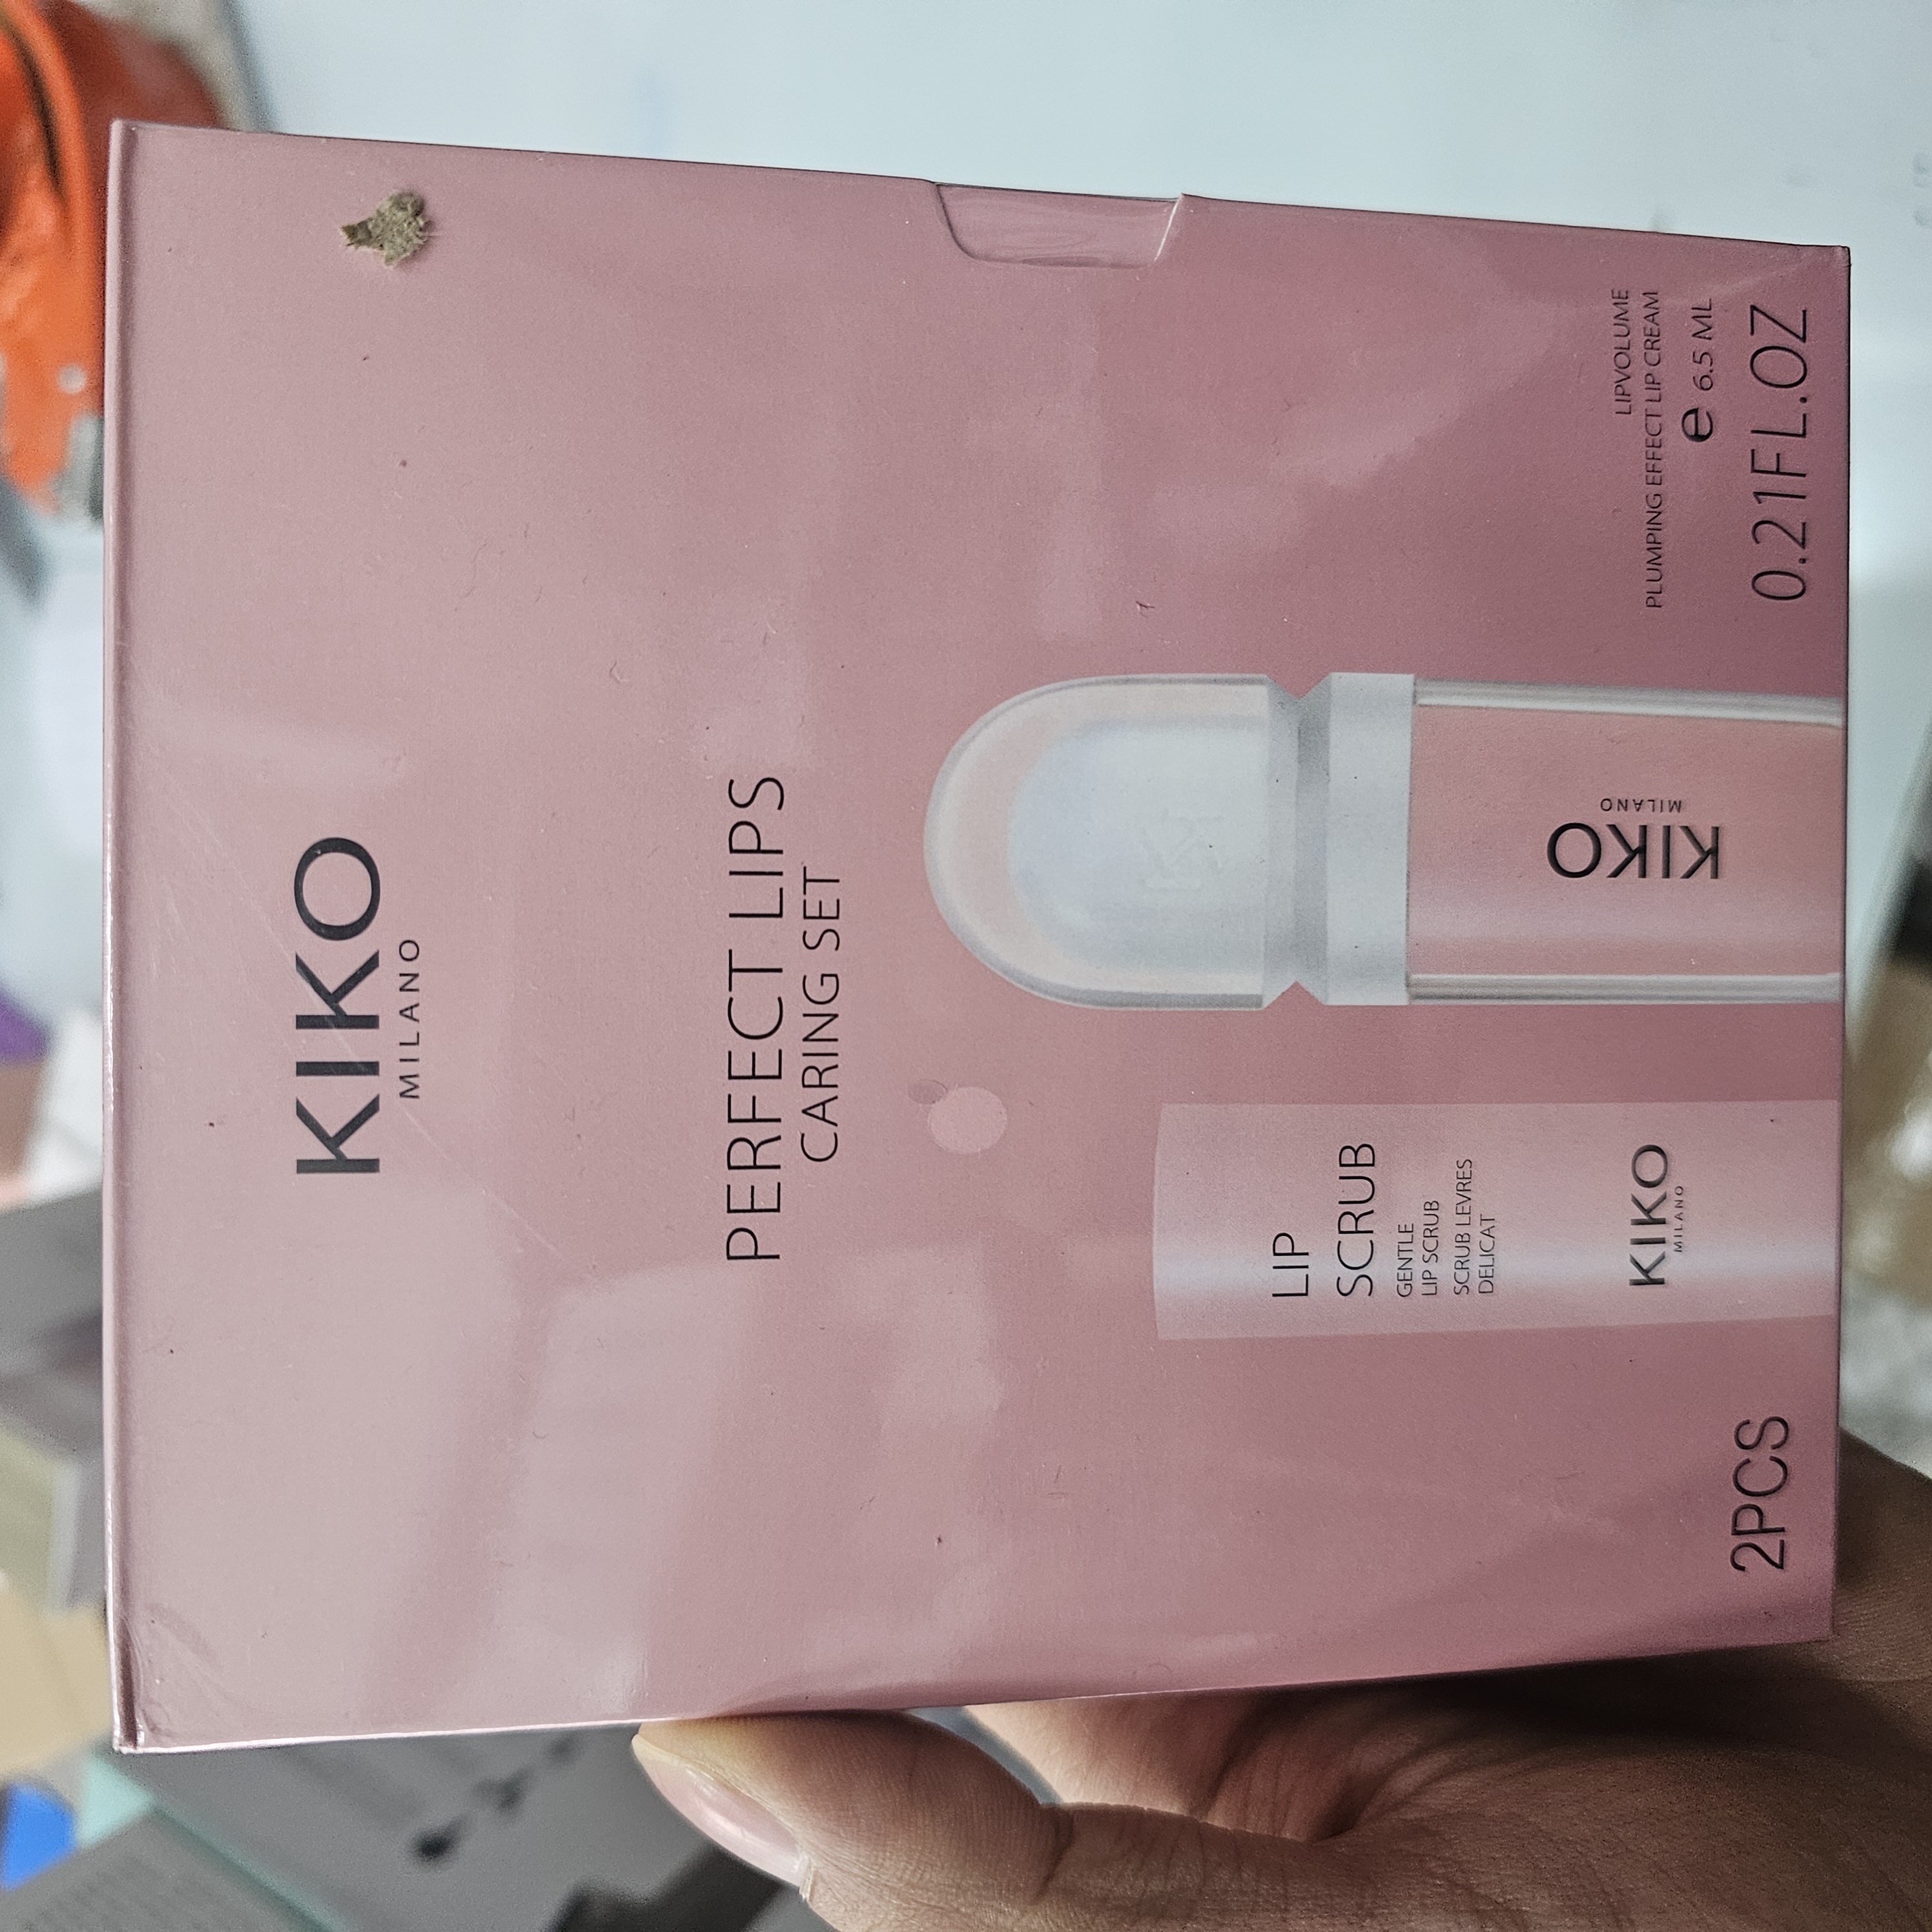 KIKO
MILANO
PERFECT LIPS
CARING SET
LIP
SCRUB
GENTLE
LIP SCRUB
SCRUB LEVRES
DELICAT
KIKO
MILANO
KIKO
MILANO
2PCS
LIPVOLUME
PLUMPING EFFECT LIP CREAM
e 6.5 ML
0.21FL.OZ